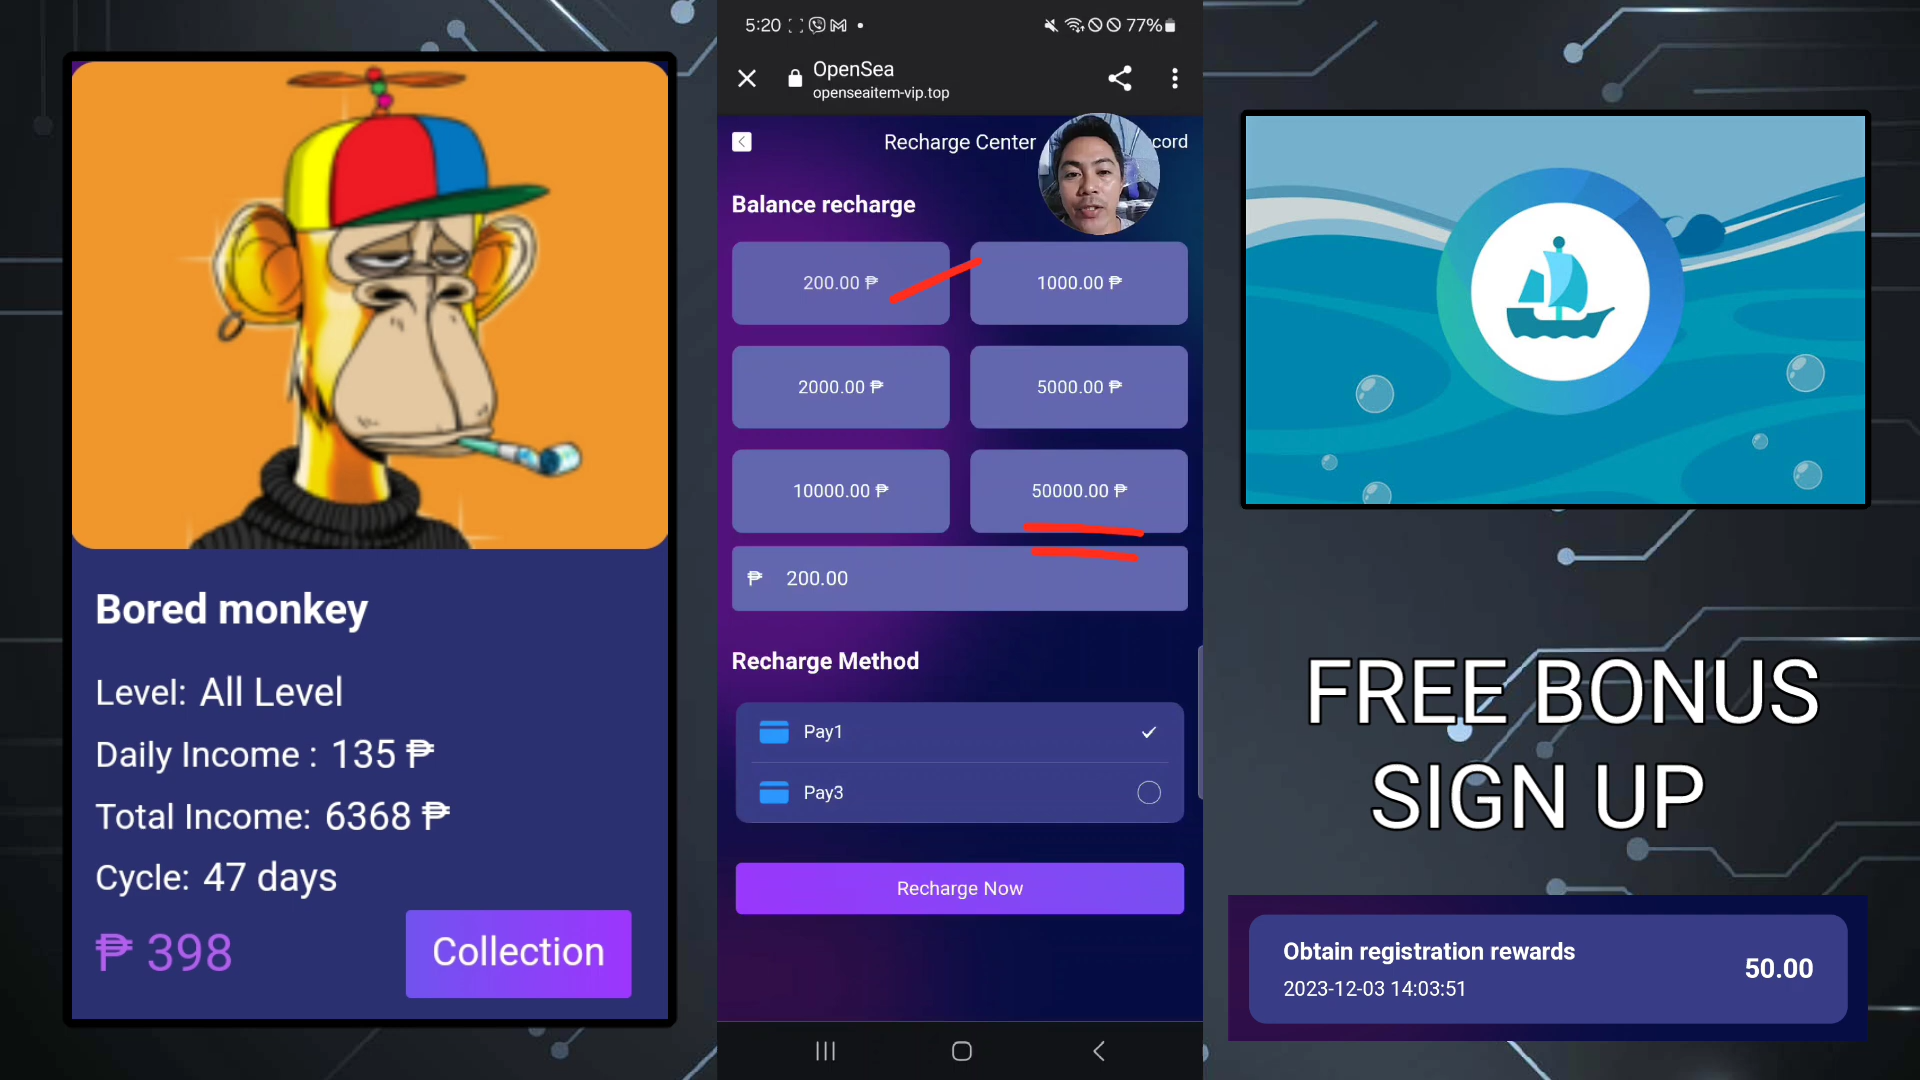 Bored monkey
Level: All Level
Daily Income : 135 ₱
Total Income: 6368 ₱
Cycle: 47 days
₱ 398
Collection
5:20
77%
OpenSea
openseaitem-vip.top
Recharge Center
cord
Balance recharge
200.00 ₱
1000.00 ₱
2000.00 ₱
5000.00 ₱
10000.00 ₱
50000.00 ₱
₱ 200.00
Recharge Method
Pay1
Pay3
Recharge Now
FREE BONUS
SIGN UP
Obtain registration rewards
50.00
2023-12-03 14:03:51